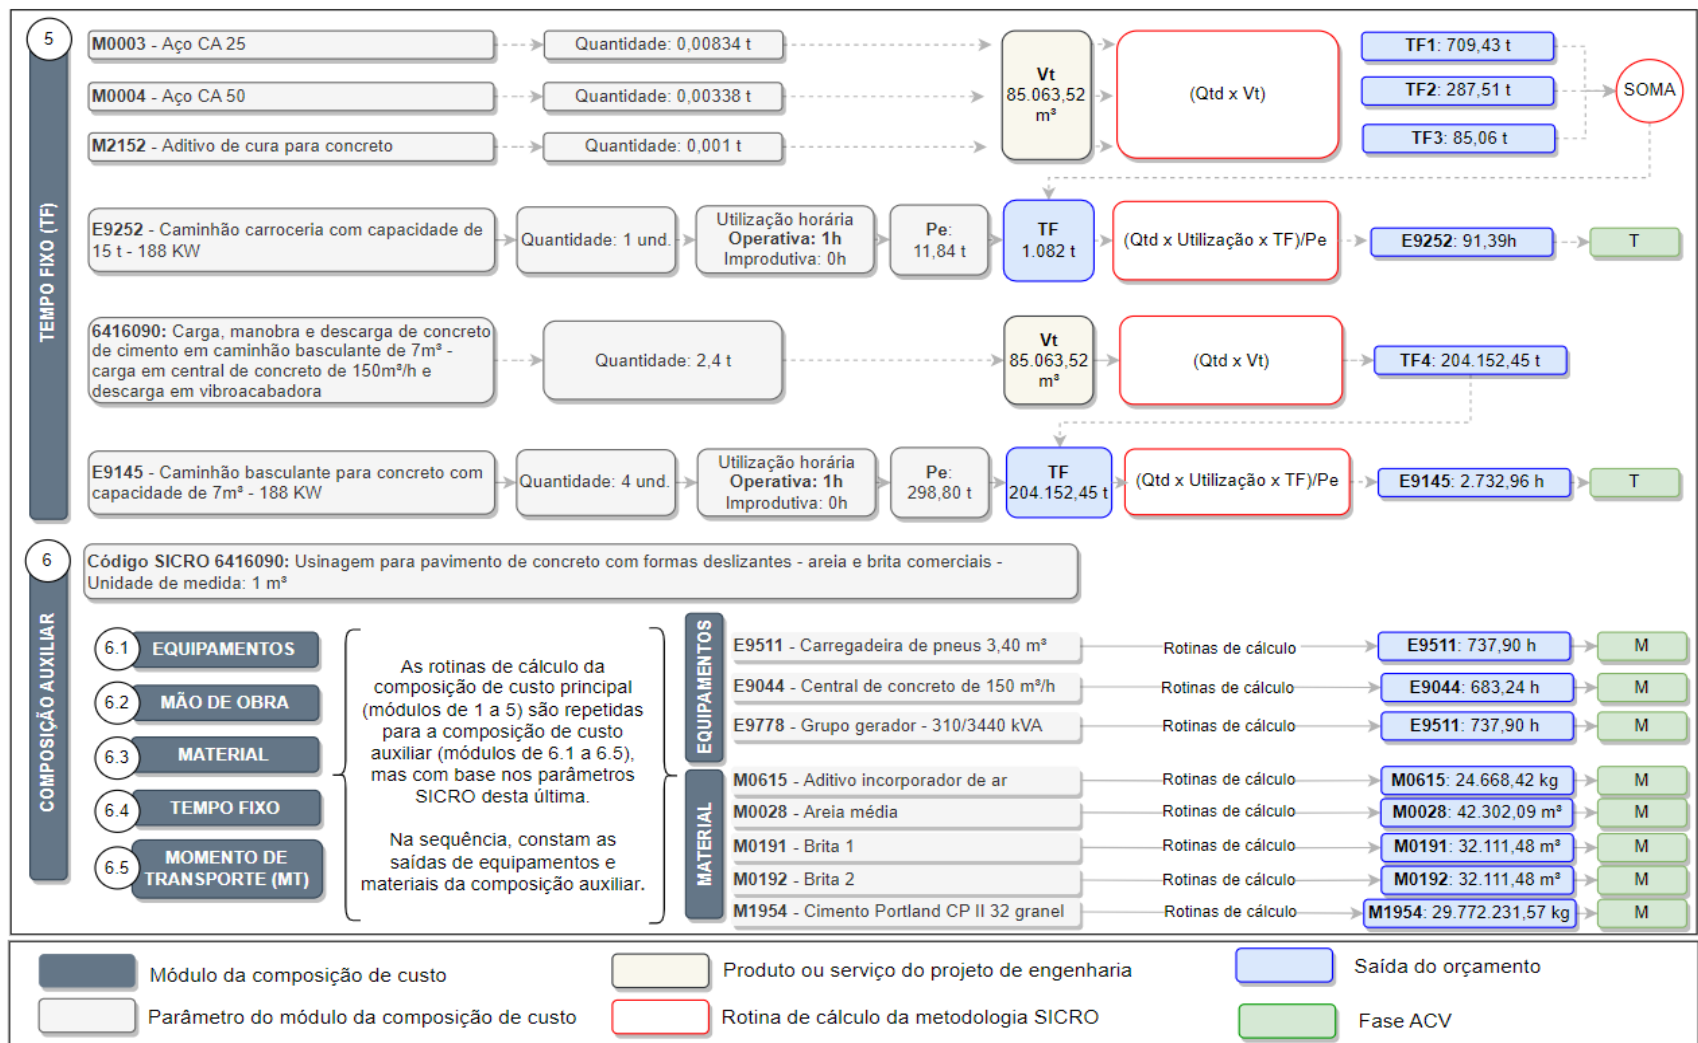 5
TEMPO FIXO (TF)
M0003 - Aço CA 25
Quantidade: 0,00834 t
M0004 - Aço CA 50
Quantidade: 0,00338 t
M2152 - Aditivo de cura para concreto
Quantidade: 0,001 t
Vt
85.063,52
m³
(Qtd x Vt)
TF1: 709,43 t
TF2: 287,51 t
TF3: 85,06 t
SOMA
E9252 - Caminhão carroceria com capacidade de
15 t - 188 KW
Quantidade: 1 und.
Utilização horária
Operativa: 1h
Improdutiva: 0h
Pe:
11,84 t
TF
1.082 t
(Qtd x Utilização x TF)/Pe
E9252: 91,39h
T
6416090: Carga, manobra e descarga de concreto
de cimento em caminhão basculante de 7m³ -
carga em central de concreto de 150m³/h e
descarga em vibroacabadora
Quantidade: 2,4 t
Vt
85.063,52
m³
(Qtd x Vt)
TF4: 204.152,45 t
E9145 - Caminhão basculante para concreto com
capacidade de 7m³ - 188 KW
Quantidade: 4 und.
Utilização horária
Operativa: 1h
Improdutiva: 0h
Pe:
298,80 t
TF
204.152,45 t
(Qtd x Utilização x TF)/Pe
E9145: 2.732,96 h
T
6
COMPOSIÇÃO AUXILIAR
Código SICRO 6416090: Usinagem para pavimento de concreto com formas deslizantes - areia e brita comerciais -
Unidade de medida: 1 m³
6.1 EQUIPAMENTOS
6.2 MÃO DE OBRA
6.3 MATERIAL
6.4 TEMPO FIXO
6.5 MOMENTO DE
TRANSPORTE (MT)
As rotinas de cálculo da
composição de custo principal
(módulos de 1 a 5) são repetidas
para a composição de custo
auxiliar (módulos de 6.1 a 6.5),
mas com base nos parâmetros
SICRO desta última.
Na sequência, constam as
saídas de equipamentos e
materiais da composição auxiliar.
EQUIPAMENTOS
E9511 - Carregadeira de pneus 3,40 m³ Rotinas de cálculo E9511: 737,90 h M
E9044 - Central de concreto de 150 m³/h Rotinas de cálculo E9044: 683,24 h M
E9778 - Grupo gerador - 310/3440 kVA Rotinas de cálculo E9511: 737,90 h M
MATERIAL
M0615 - Aditivo incorporador de ar Rotinas de cálculo M0615: 24.668,42 kg M
M0028 - Areia média Rotinas de cálculo M0028: 42.302,09 m³ M
M0191 - Brita 1 Rotinas de cálculo M0191: 32.111,48 m³ M
M0192 - Brita 2 Rotinas de cálculo M0192: 32.111,48 m³ M
M1954 - Cimento Portland CP II 32 granel Rotinas de cálculo M1954: 29.772.231,57 kg M
Módulo da composição de custo
Produto ou serviço do projeto de engenharia
Saída do orçamento
Parâmetro do módulo da composição de custo
Rotina de cálculo da metodologia SICRO
Fase ACV